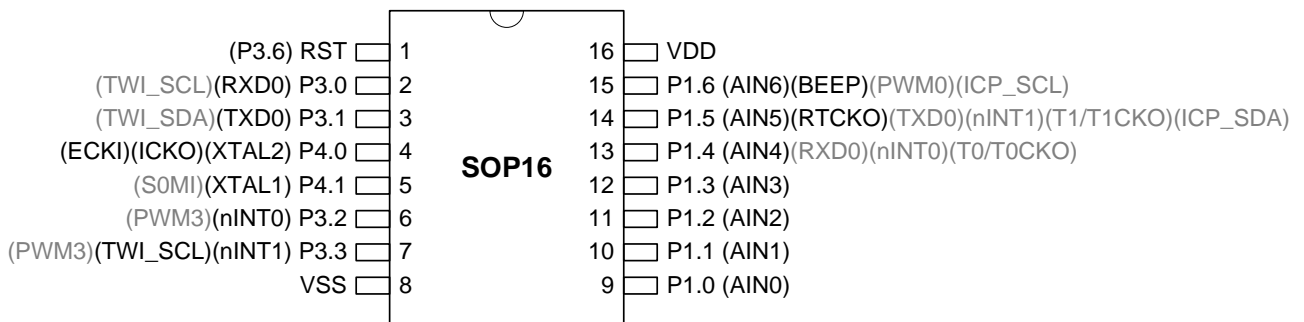 (P3.6) RST 1 16 VDD
(TWI_SCL)(RXD0) P3.0 2 15 P1.6 (AIN6)(BEEP)(PWM0)(ICP_SCL)
(TWI_SDA)(TXD0) P3.1 3 14 P1.5 (AIN5)(RTCKO)(TXD0)(nINT1)(T1/T1CKO)(ICP_SDA)
(ECKI)(ICKO)(XTAL2) P4.0 4 13 P1.4 (AIN4)(RXD0)(nINT0)(T0/T0CKO)
SOP16
(S0MI)(XTAL1) P4.1 5 12 P1.3 (AIN3)
(PWM3)(nINT0) P3.2 6 11 P1.2 (AIN2)
(PWM3)(TWI_SCL)(nINT1) P3.3 7 10 P1.1 (AIN1)
VSS 8 9 P1.0 (AIN0)